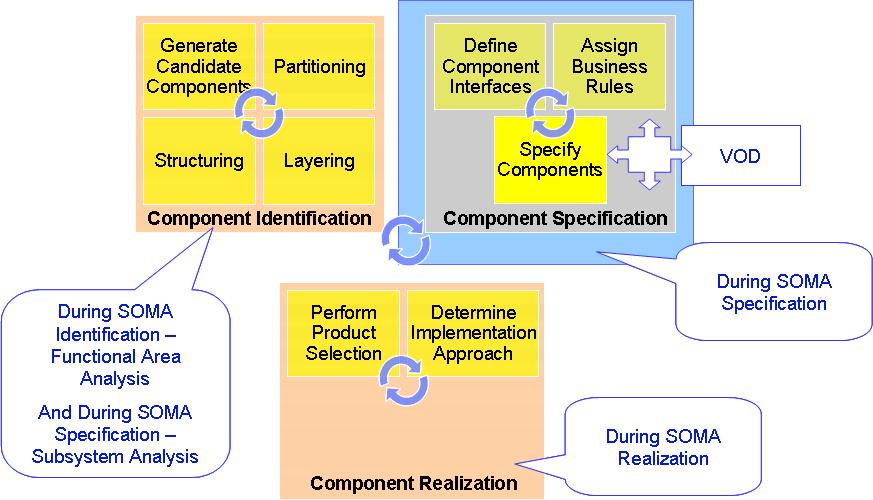 Generate
Candidate
Components
Partitioning
Structuring
Layering
Component Identification
Define
Component
Interfaces
Assign
Business
Rules
Specify
Components
Component Specification
VOD
During SOMA
Specification
During SOMA
Identification –
Functional Area
Analysis
And During SOMA
Specification –
Subsystem Analysis
Perform
Product
Selection
Determine
Implementation
Approach
Component Realization
During SOMA
Realization